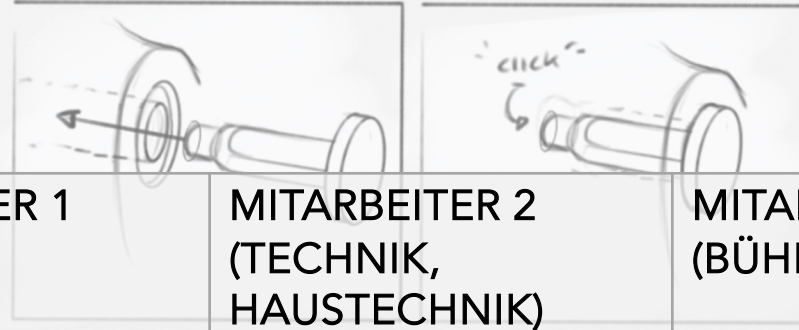 click
ER 1
MITARBEITER 2
(TECHNIK,
HAUSTECHNIK)
MITA
(BÜH